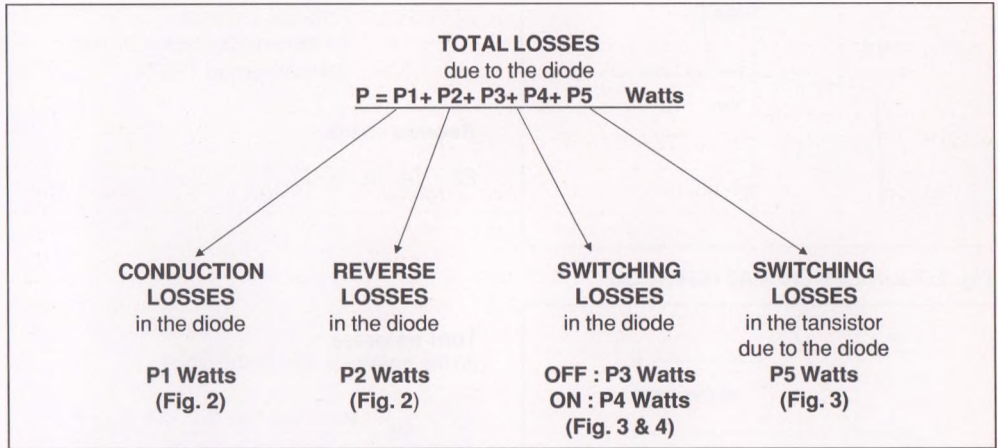 TOTAL LOSSES
due to the diode
P = P1+ P2+ P3+ P4+ P5 Watts
CONDUCTION
LOSSES
in the diode
P1 Watts
(Fig. 2)
REVERSE
LOSSES
in the diode
P2 Watts
(Fig. 2)
SWITCHING
LOSSES
in the diode
OFF : P3 Watts
ON : P4 Watts
(Fig. 3 & 4)
SWITCHING
LOSSES
in the tansistor
due to the diode
P5 Watts
(Fig. 3)